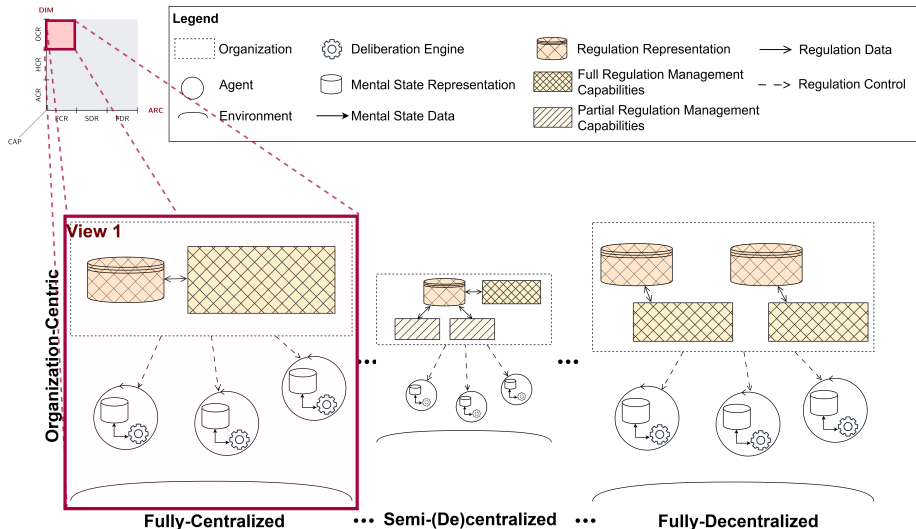 DIM
OCR
HCR
ACR
FCR
SDR
FDR
ARC
CAP
Legend
Organization
Deliberation Engine
Regulation Representation
Regulation Data
Agent
Mental State Representation
Full Regulation Management
Capabilities
Regulation Control
Environment
Mental State Data
Partial Regulation Management
Capabilities
View 1
Organization-Centric
•••
•••
Fully-Centralized
•••
Semi-(De)centralized
•••
Fully-Decentralized